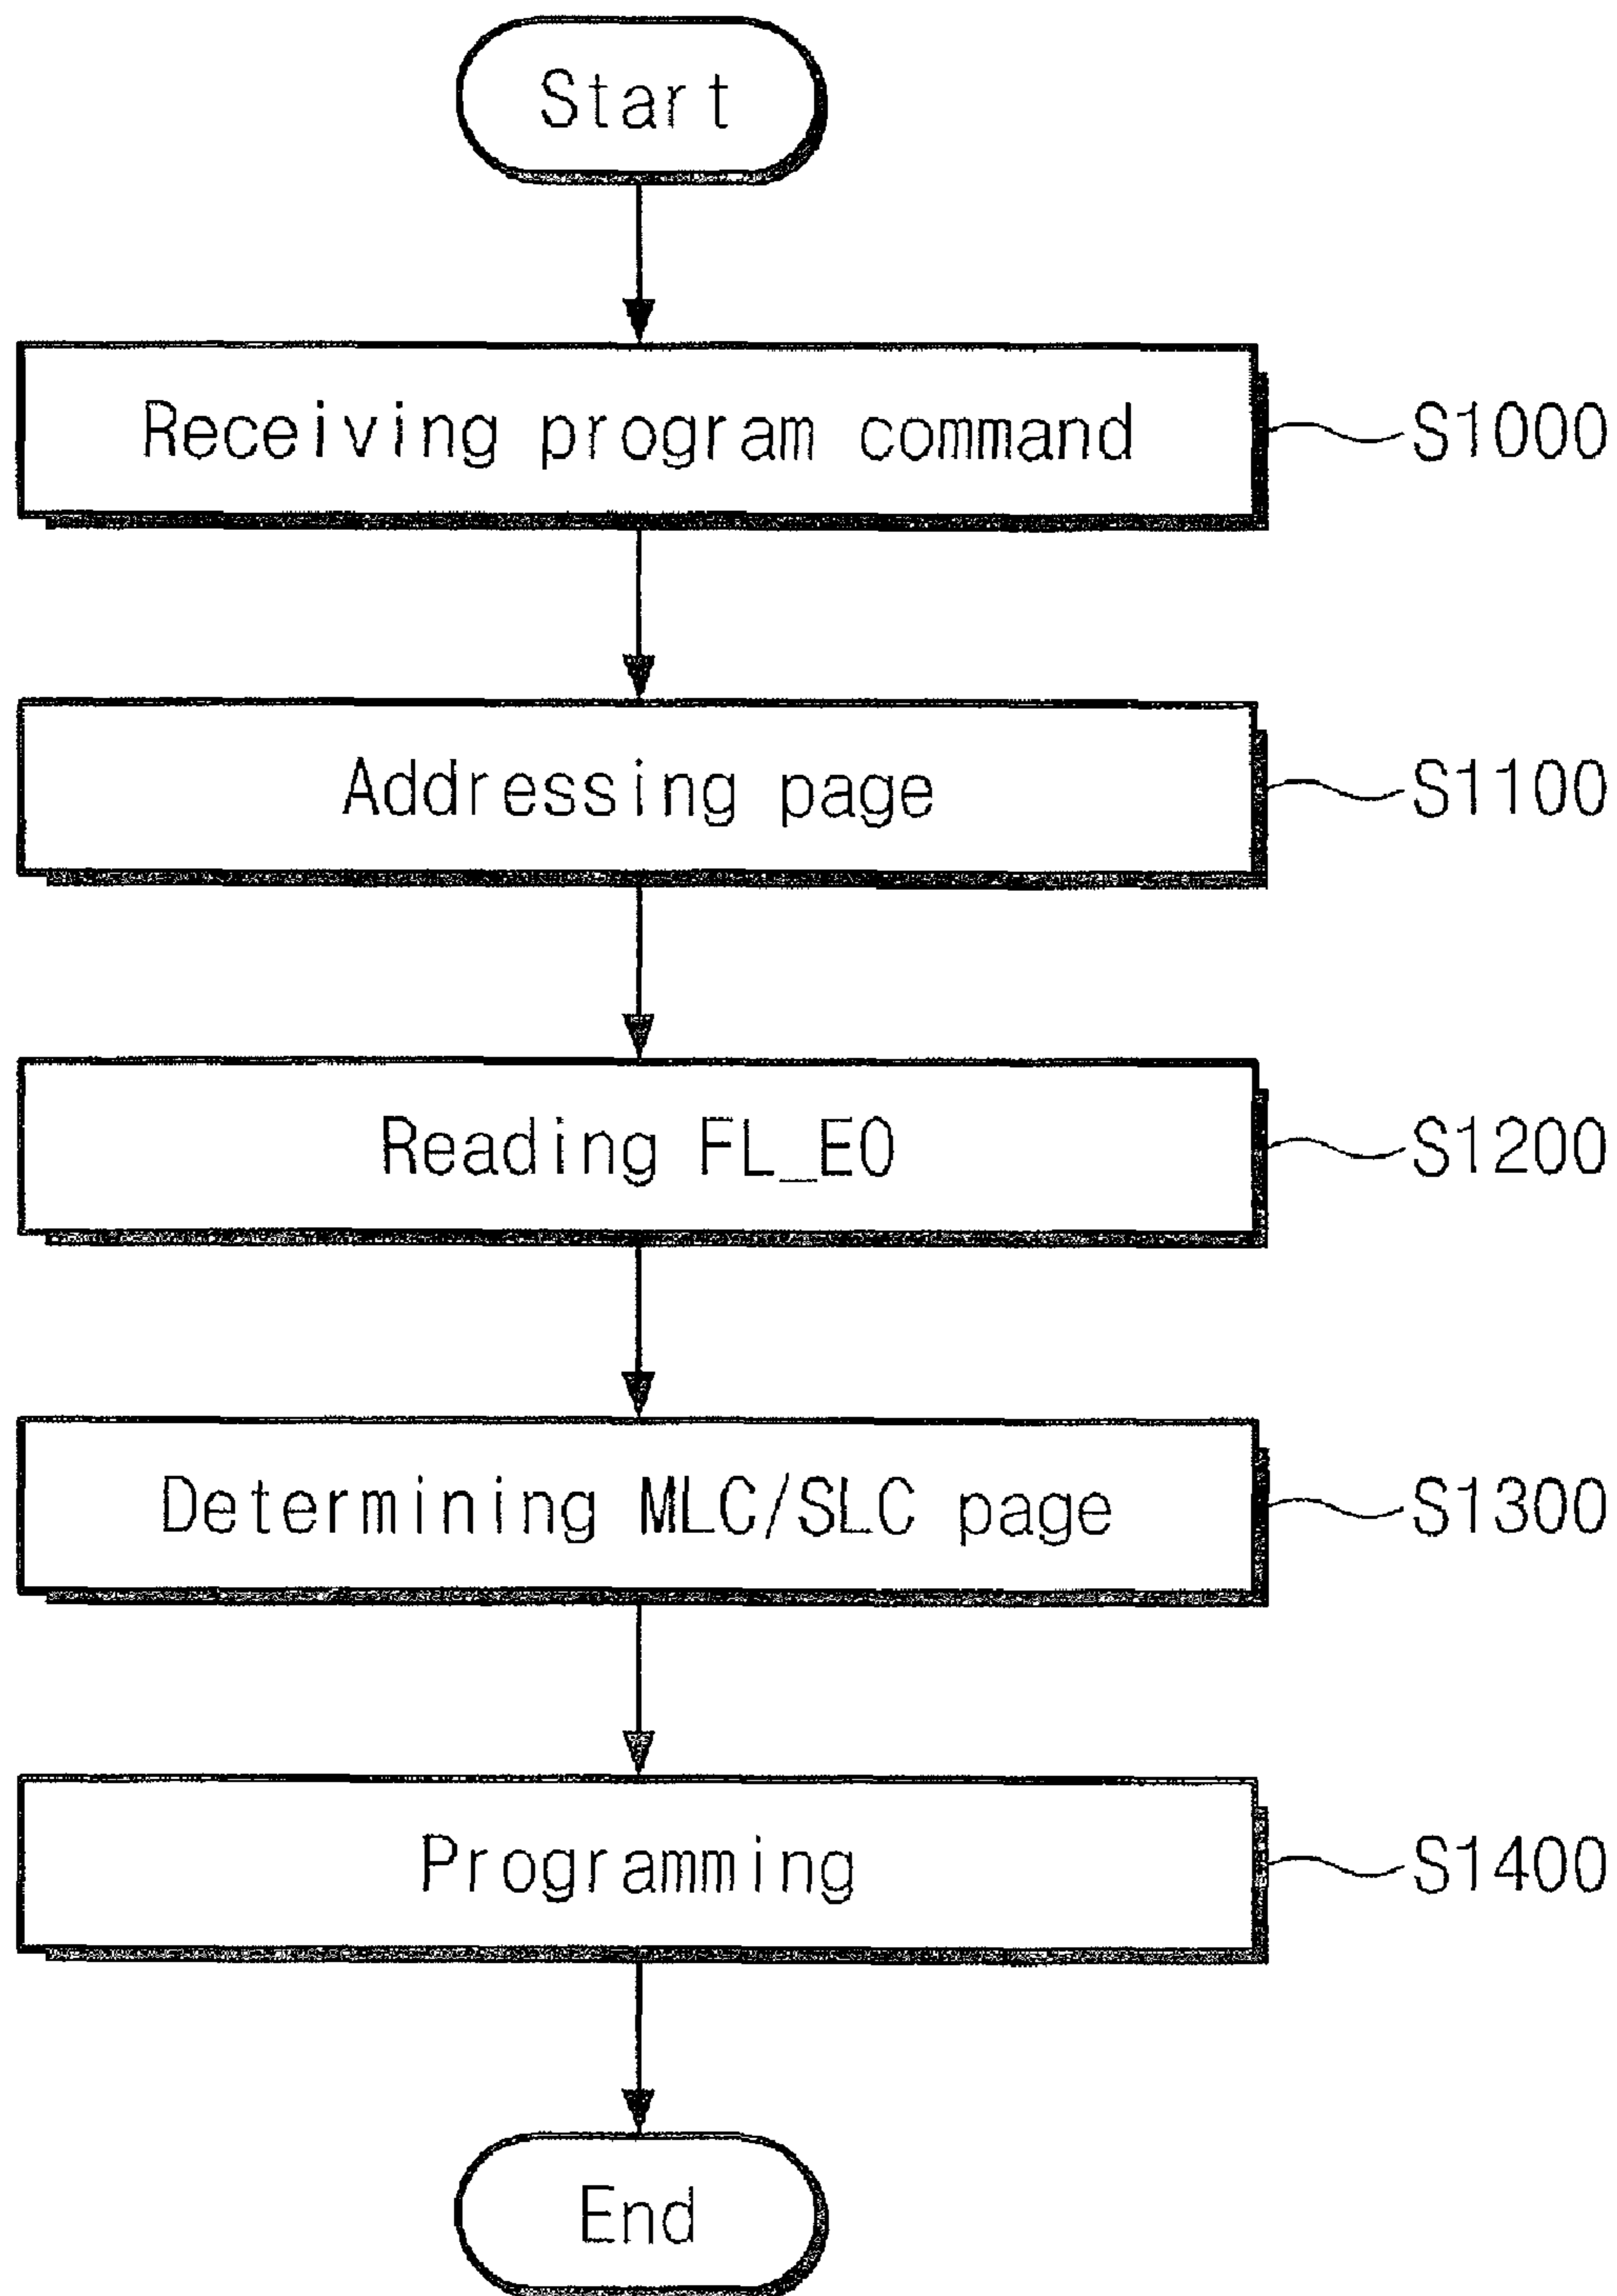 Start
Receiving program command
S1000
Addressing page
S1100
Reading FL_E0
S1200
Determining MLC/SLC page
S1300
Programming
S1400
End